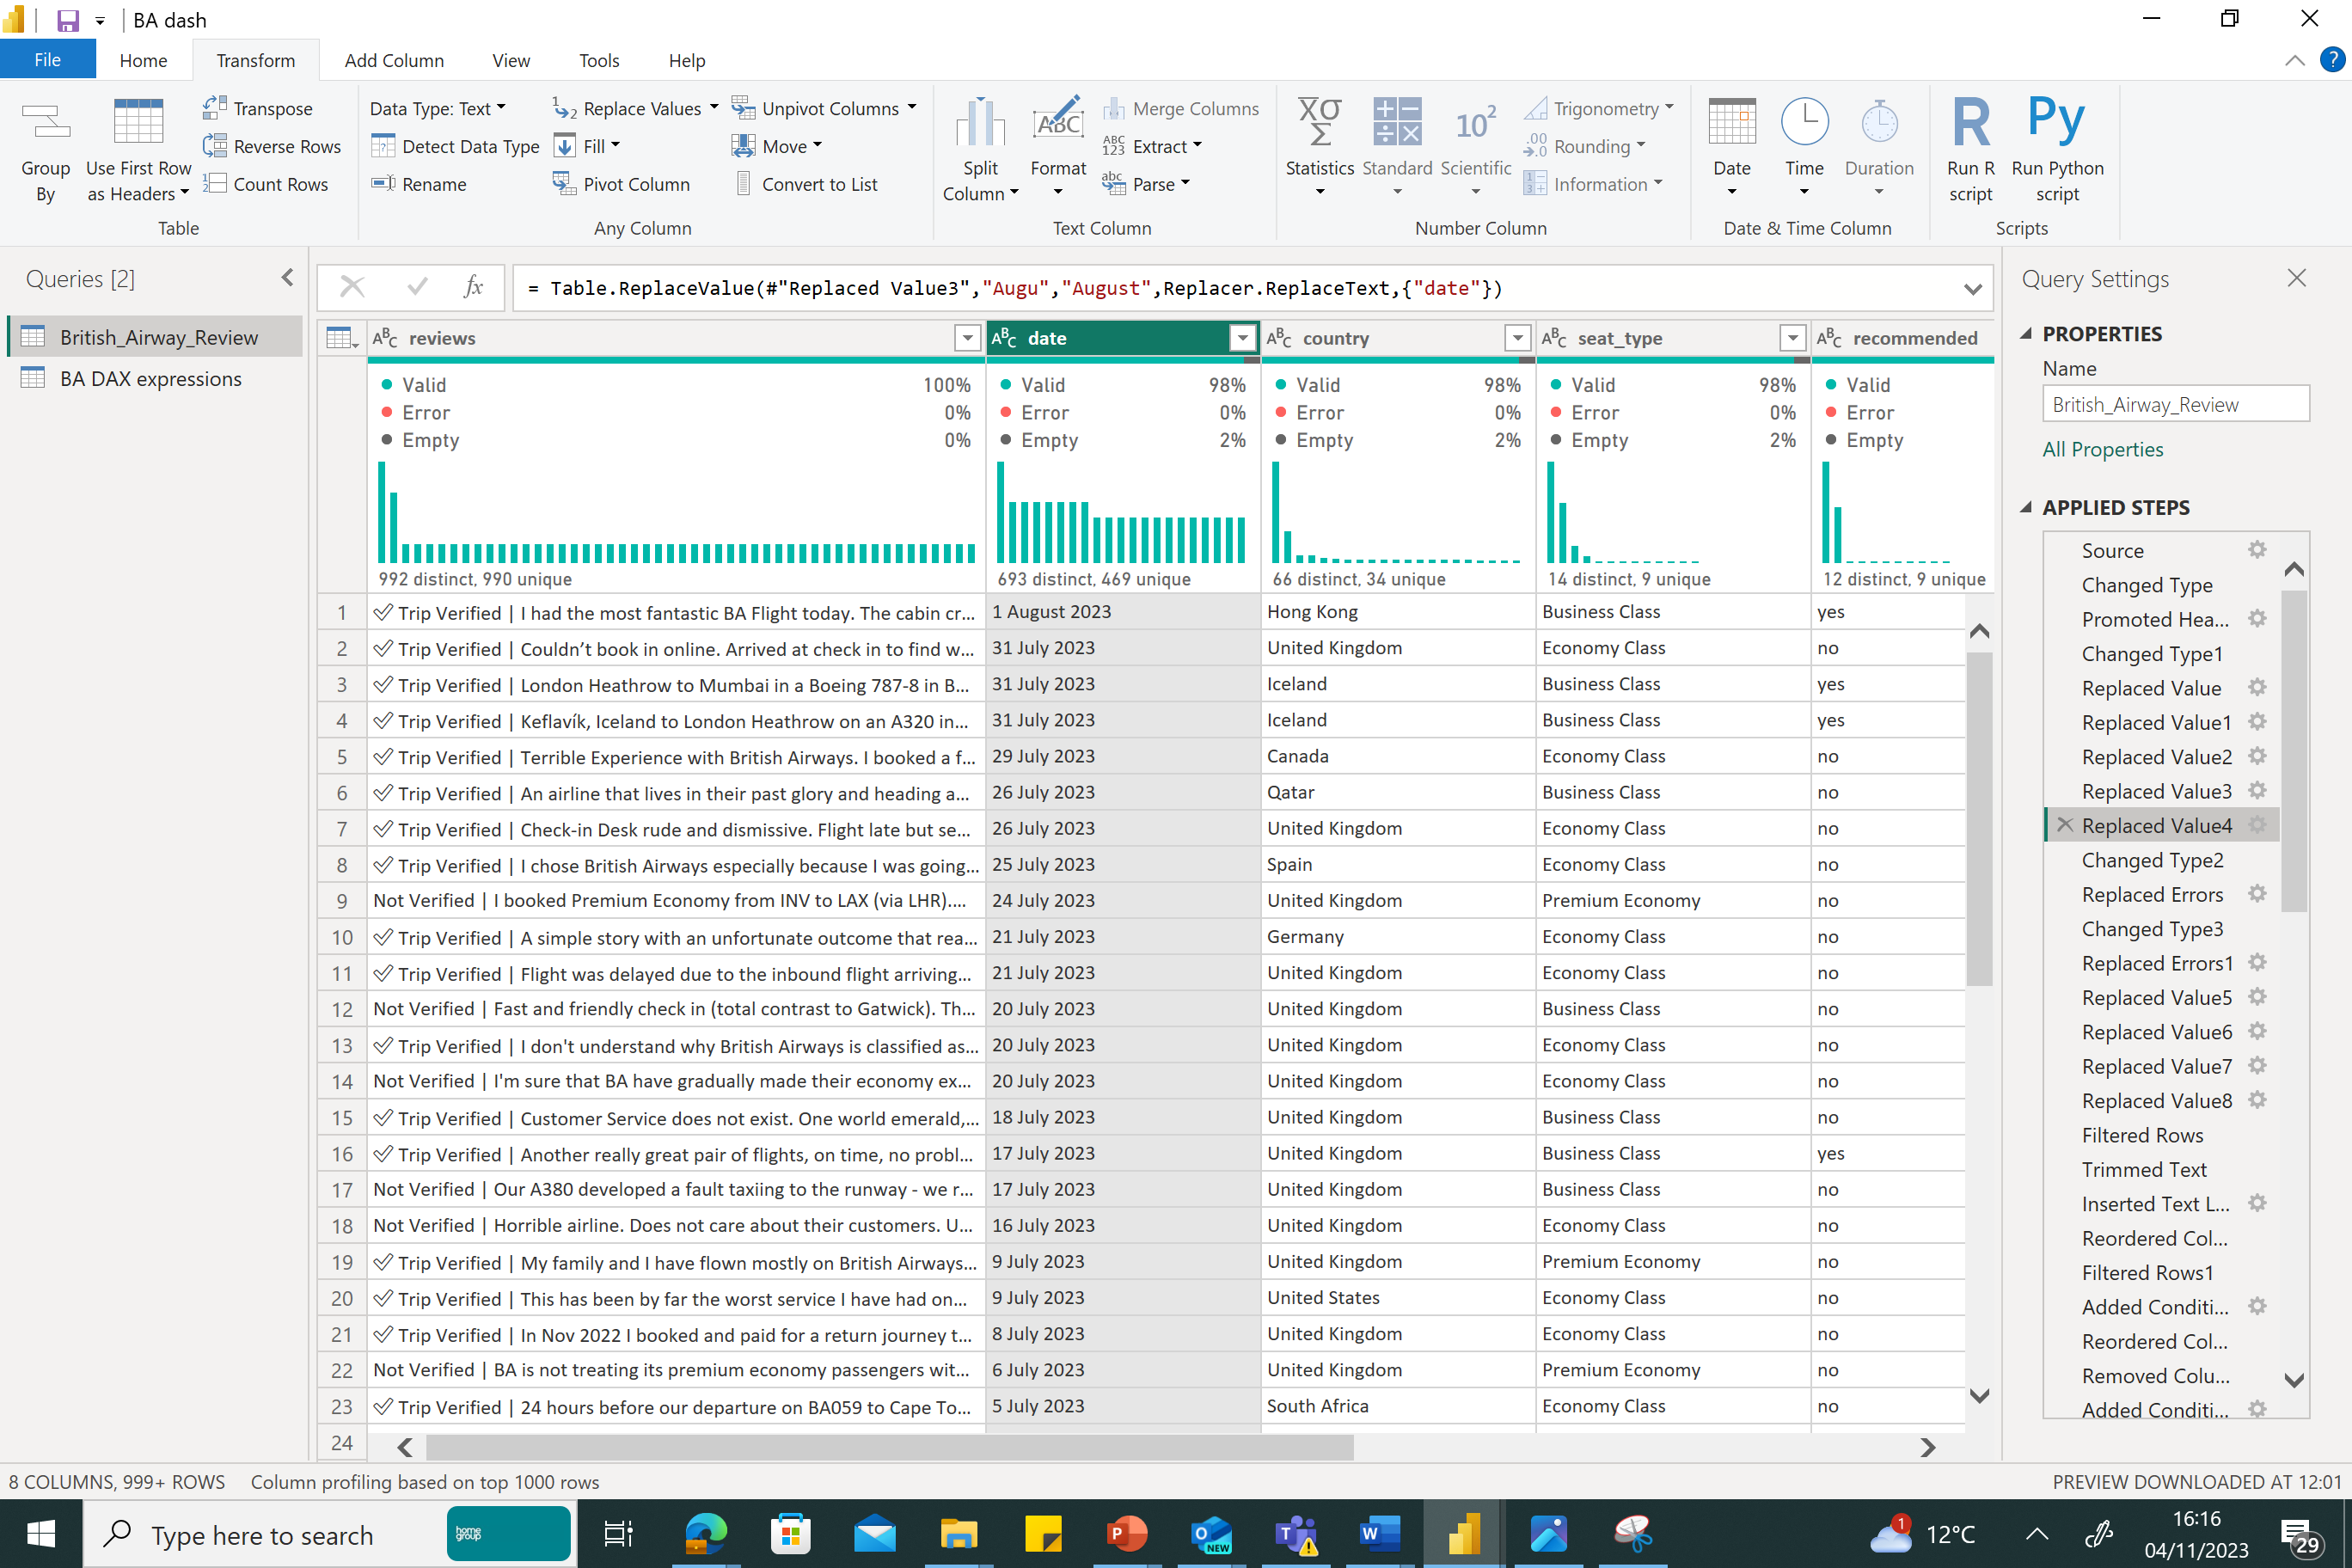 BA dash
File Home Transform Add Column View Tools Help
Group By
Use First Row as Headers
Transpose
Reverse Rows
Count Rows
Table
Data Type: Text
Detect Data Type
Rename
Replace Values
Fill
Pivot Column
Unpivot Columns
Move
Convert to List
Any Column
Split Column
Format
Merge Columns
Extract
Parse
Text Column
Statistics
Standard
Scientific
Trigonometry
Rounding
Information
Number Column
Date
Time
Duration
Date & Time Column
Run R script
Run Python script
Scripts
Queries [2]
British_Airway_Review
BA DAX expressions
fx = Table.ReplaceValue(#"Replaced Value3","Augu","August",Replacer.ReplaceText,{"date"})
reviews date country seat_type recommended
Valid 100% Valid 98% Valid 98% Valid 98% Valid
Error 0% Error 0% Error 0% Error 0% Error
Empty 0% Empty 2% Empty 2% Empty 2% Empty
992 distinct, 990 unique 693 distinct, 469 unique 66 distinct, 34 unique 14 distinct, 9 unique 12 distinct, 9 unique
1 Trip Verified | I had the most fantastic BA Flight today. The cabin cr... 1 August 2023 Hong Kong Business Class yes
2 Trip Verified | Couldn’t book in online. Arrived at check in to find w... 31 July 2023 United Kingdom Economy Class no
3 Trip Verified | London Heathrow to Mumbai in a Boeing 787-8 in B... 31 July 2023 Iceland Business Class yes
4 Trip Verified | Keflavík, Iceland to London Heathrow on an A320 in... 31 July 2023 Iceland Business Class yes
5 Trip Verified | Terrible Experience with British Airways. I booked a f... 29 July 2023 Canada Economy Class no
6 Trip Verified | An airline that lives in their past glory and heading a... 26 July 2023 Qatar Business Class no
7 Trip Verified | Check-in Desk rude and dismissive. Flight late but se... 26 July 2023 United Kingdom Economy Class no
8 Trip Verified | I chose British Airways especially because I was going... 25 July 2023 Spain Economy Class no
9 Not Verified | I booked Premium Economy from INV to LAX (via LHR).... 24 July 2023 United Kingdom Premium Economy no
10 Trip Verified | A simple story with an unfortunate outcome that rea... 21 July 2023 Germany Economy Class no
11 Trip Verified | Flight was delayed due to the inbound flight arriving... 21 July 2023 United Kingdom Economy Class no
12 Not Verified | Fast and friendly check in (total contrast to Gatwick). Th... 20 July 2023 United Kingdom Business Class no
13 Trip Verified | I don't understand why British Airways is classified as... 20 July 2023 United Kingdom Economy Class no
14 Not Verified | I'm sure that BA have gradually made their economy ex... 20 July 2023 United Kingdom Economy Class no
15 Trip Verified | Customer Service does not exist. One world emerald,... 18 July 2023 United Kingdom Business Class no
16 Trip Verified | Another really great pair of flights, on time, no probl... 17 July 2023 United Kingdom Business Class yes
17 Not Verified | Our A380 developed a fault taxiing to the runway - we r... 17 July 2023 United Kingdom Business Class no
18 Not Verified | Horrible airline. Does not care about their customers. U... 16 July 2023 United Kingdom Economy Class no
19 Trip Verified | My family and I have flown mostly on British Airways... 9 July 2023 United Kingdom Premium Economy no
20 Trip Verified | This has been by far the worst service I have had on... 9 July 2023 United States Economy Class no
21 Trip Verified | In Nov 2022 I booked and paid for a return journey t... 8 July 2023 United Kingdom Economy Class no
22 Not Verified | BA is not treating its premium economy passengers wit... 6 July 2023 United Kingdom Premium Economy no
23 Trip Verified | 24 hours before our departure on BA059 to Cape To... 5 July 2023 South Africa Economy Class no
24
Query Settings
PROPERTIES
Name
British_Airway_Review
All Properties
APPLIED STEPS
Source
Changed Type
Promoted Hea...
Changed Type1
Replaced Value
Replaced Value1
Replaced Value2
Replaced Value3
Replaced Value4
Changed Type2
Replaced Errors
Changed Type3
Replaced Errors1
Replaced Value5
Replaced Value6
Replaced Value7
Replaced Value8
Filtered Rows
Trimmed Text
Inserted Text L...
Reordered Col...
Filtered Rows1
Added Conditi...
Reordered Col...
Removed Colu...
Added Conditi...
8 COLUMNS, 999+ ROWS Column profiling based on top 1000 rows PREVIEW DOWNLOADED AT 12:01
Type here to search
home group
NEW
1 12°C
16:16
04/11/2023
29